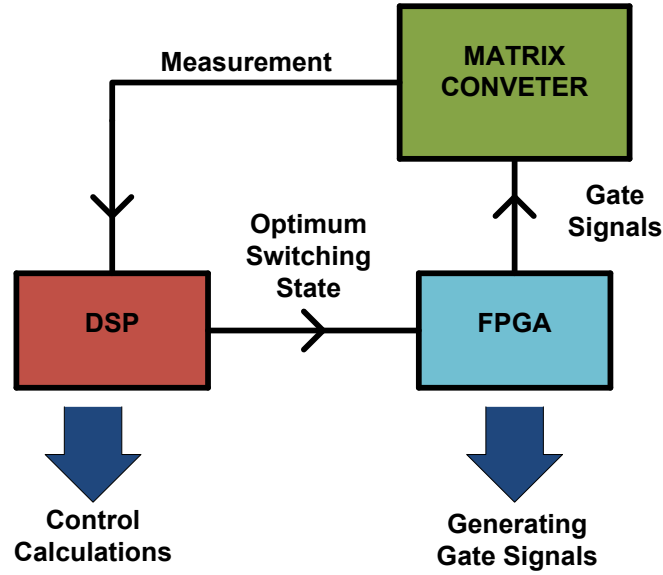 Measurement
MATRIX
CONVETER
Gate
Signals
Optimum
Switching
State
DSP
FPGA
Control
Calculations
Generating
Gate Signals